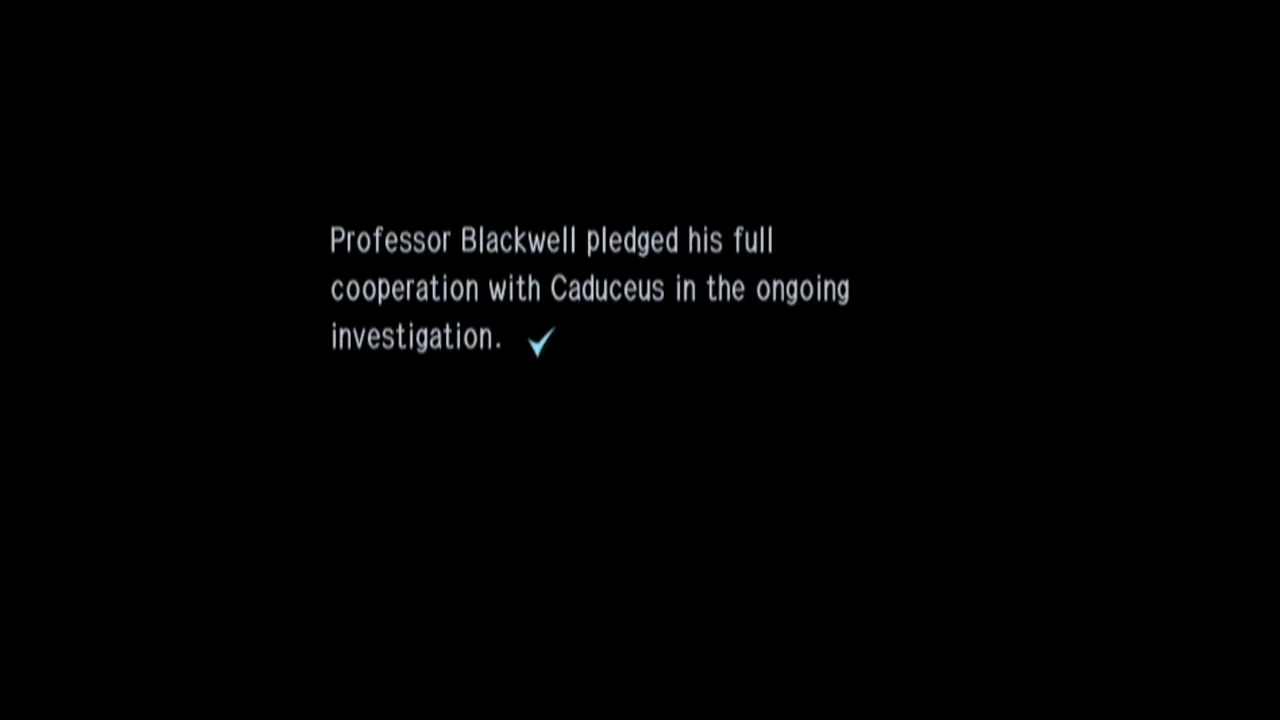 Professor Blackwell pledged his full
cooperation with Caduceus in the ongoing
investigation.